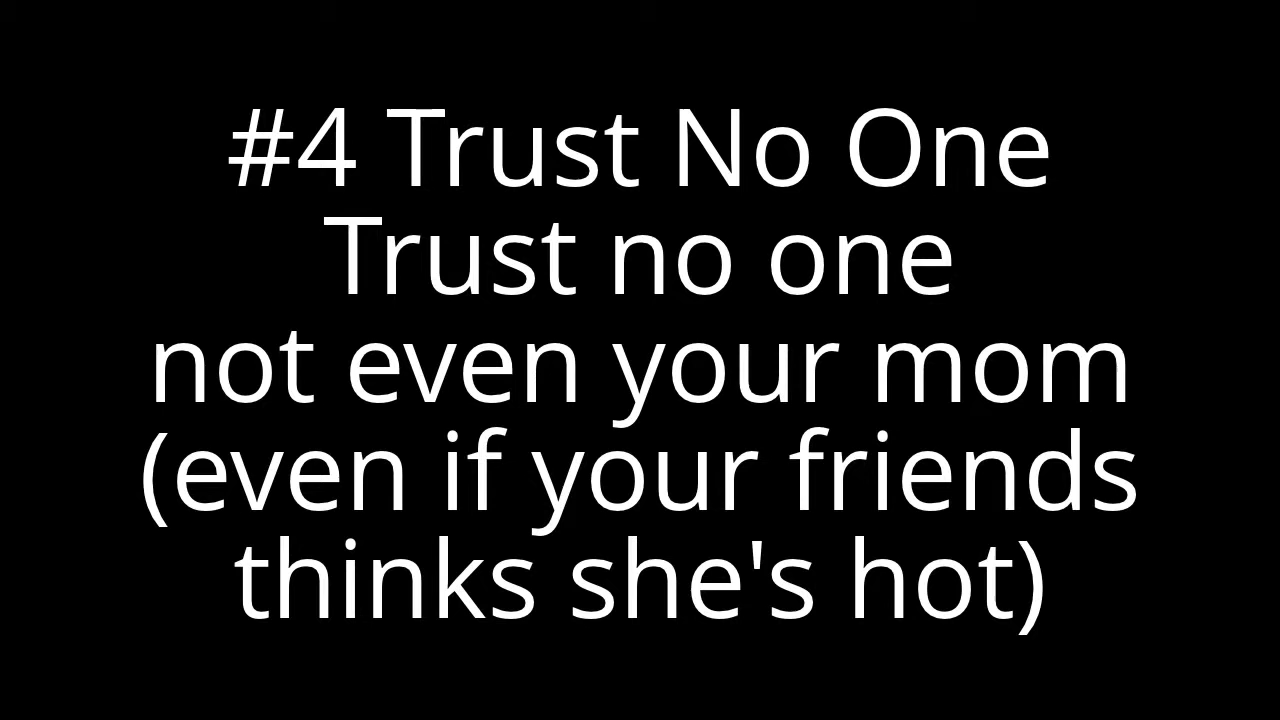 #4 Trust No One
Trust no one
not even your mom
(even if your friends
thinks she's hot)